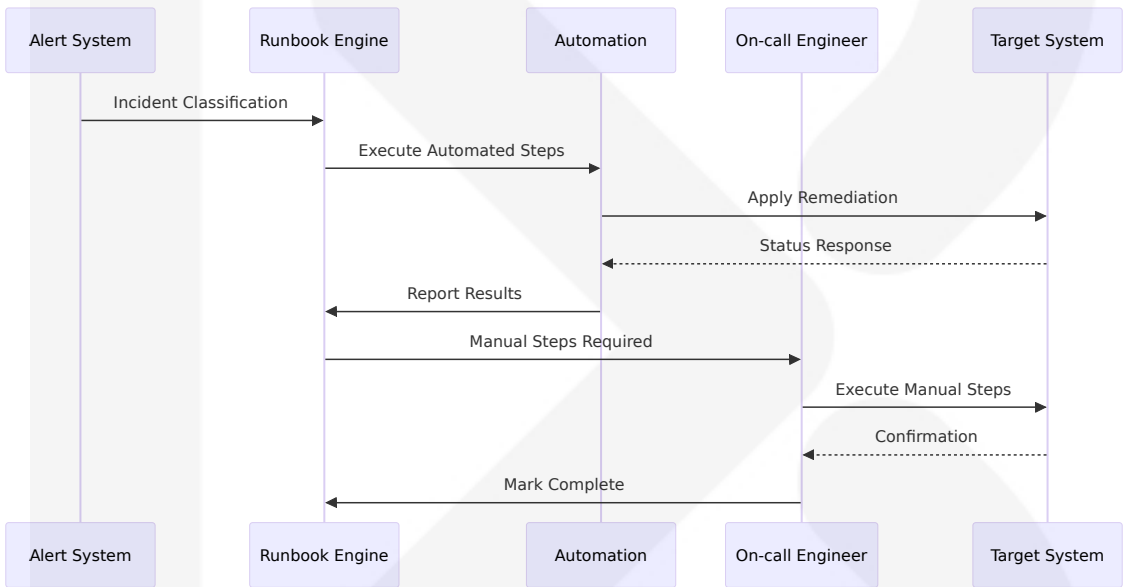 Alert System
Runbook Engine
Automation
On-call Engineer
Target System
Incident Classification
Execute Automated Steps
Apply Remediation
Status Response
Report Results
Manual Steps Required
Execute Manual Steps
Confirmation
Mark Complete
Alert System
Runbook Engine
Automation
On-call Engineer
Target System